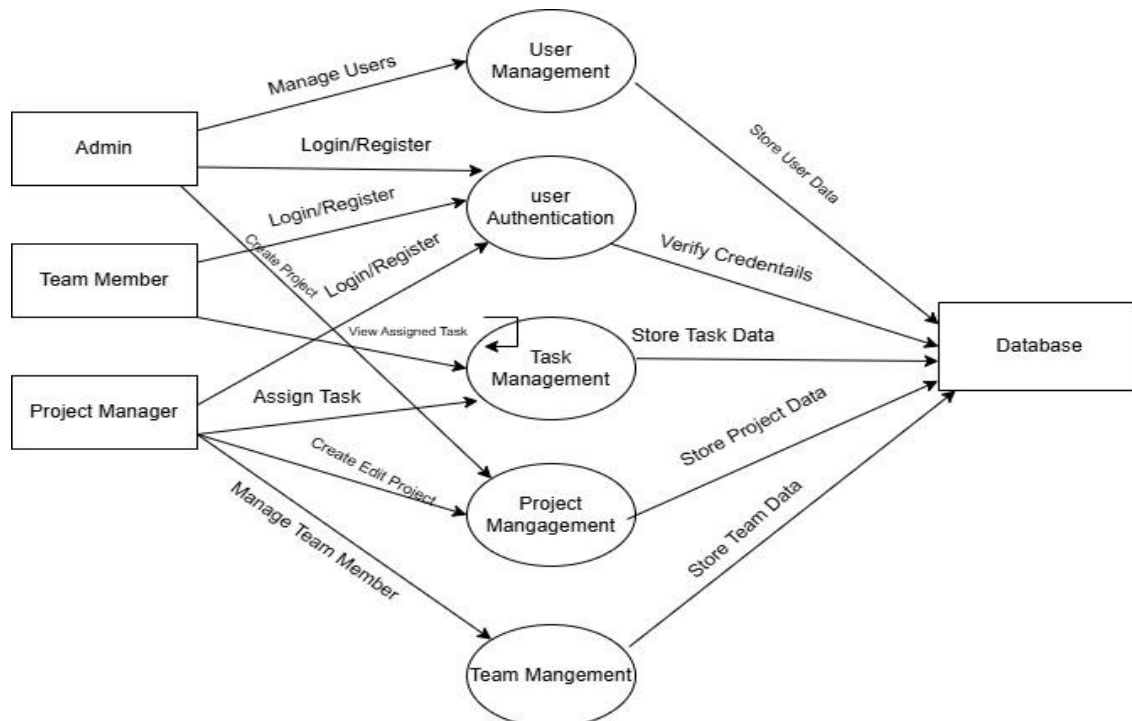 User
Management
Manage Users
Admin
Login/Register
Store User Data
user
Authentication
Login/Register
Create Project
Login/Register
Verify Credentails
Team Member
View Assigned Task
Task
Management
Store Task Data
Database
Project Manager
Assign Task
Create Edit Project
Project
Mangagement
Store Project Data
Manage Team Member
Store Team Data
Team Mangement